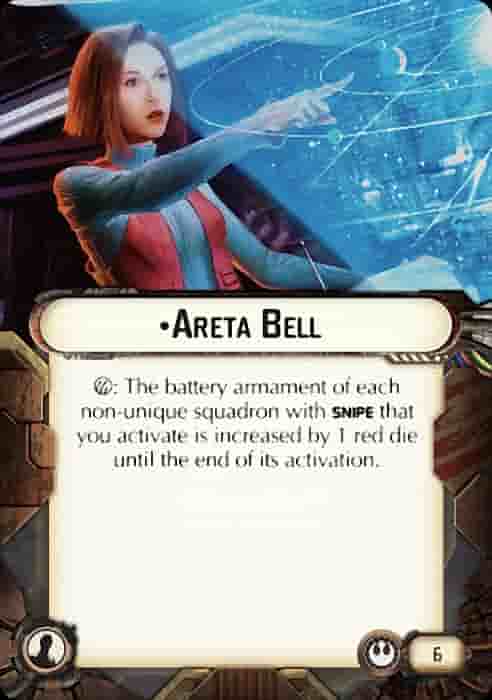 •Areta Bell
: The battery armament of each
non-unique squadron with SNIPE that
you activate is increased by 1 red die
until the end of its activation.
6